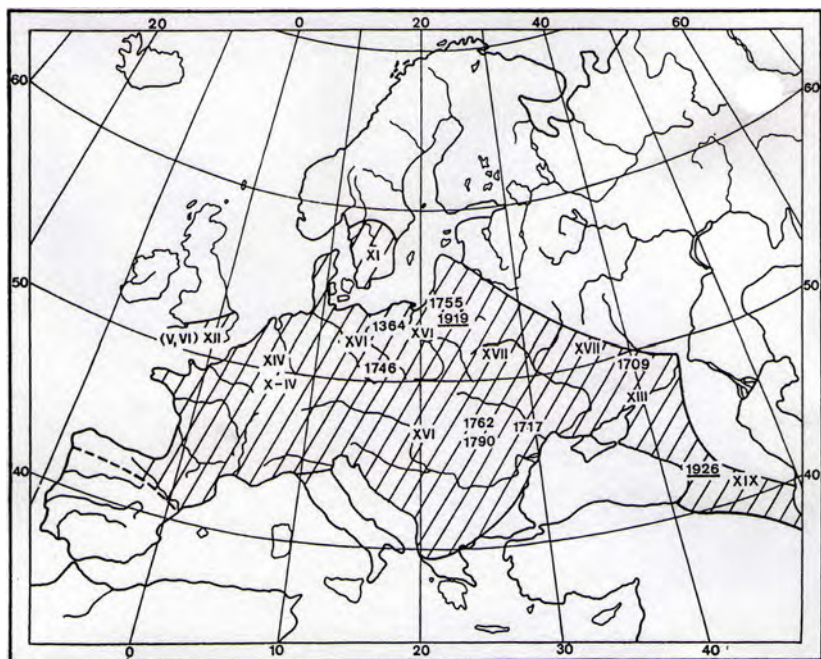 20 0 20 40 60
60 60
50 50
40 40
XI
1755
1364 1919
(V,VI) XII XVI XVI
XIV XVII XVII
1746 1709
X-IV
XIII
1762 1717
XVI
1790
1926 XIX
0 10 20 30 40